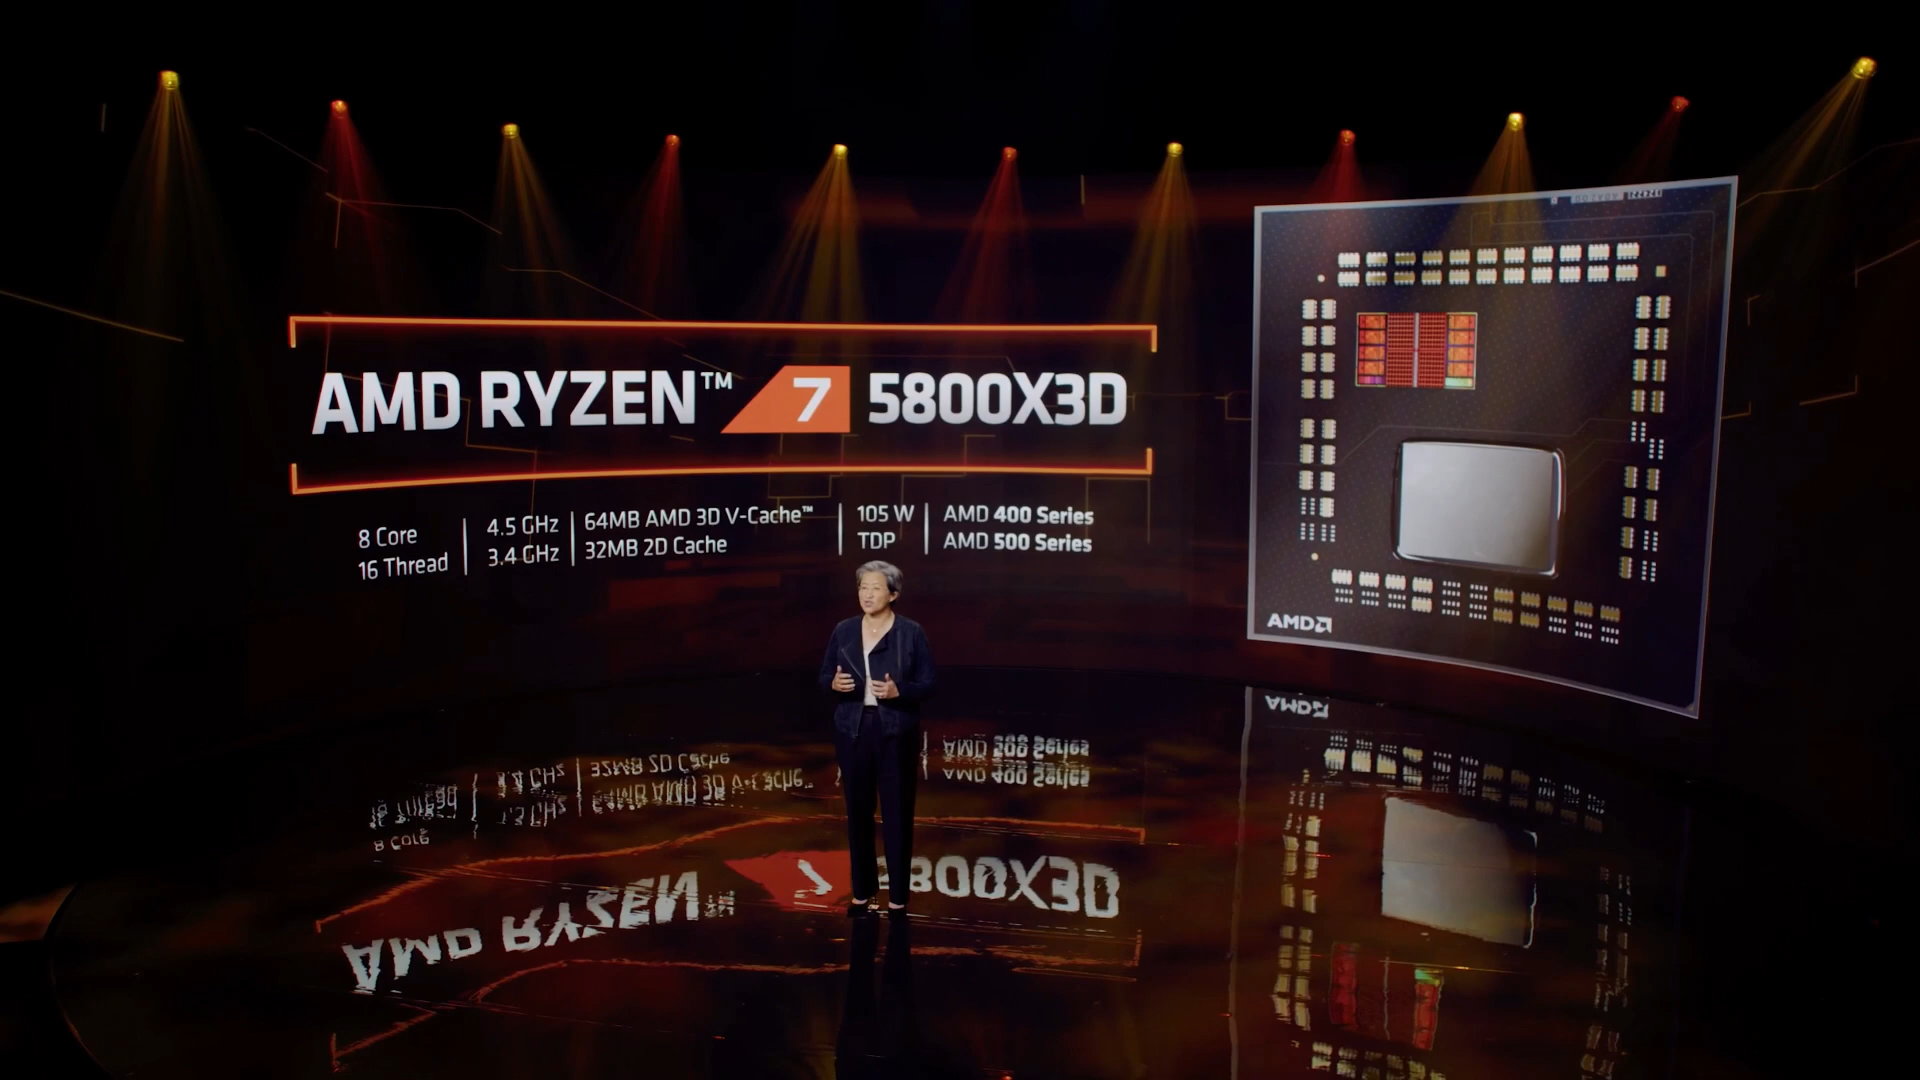 AMD RYZEN™ 7 5800X3D
8 Core
16 Thread
4.5 GHz
3.4 GHz
64MB AMD 3D V-Cache™
32MB 2D Cache
105 W
TDP
AMD 400 Series
AMD 500 Series
AMD